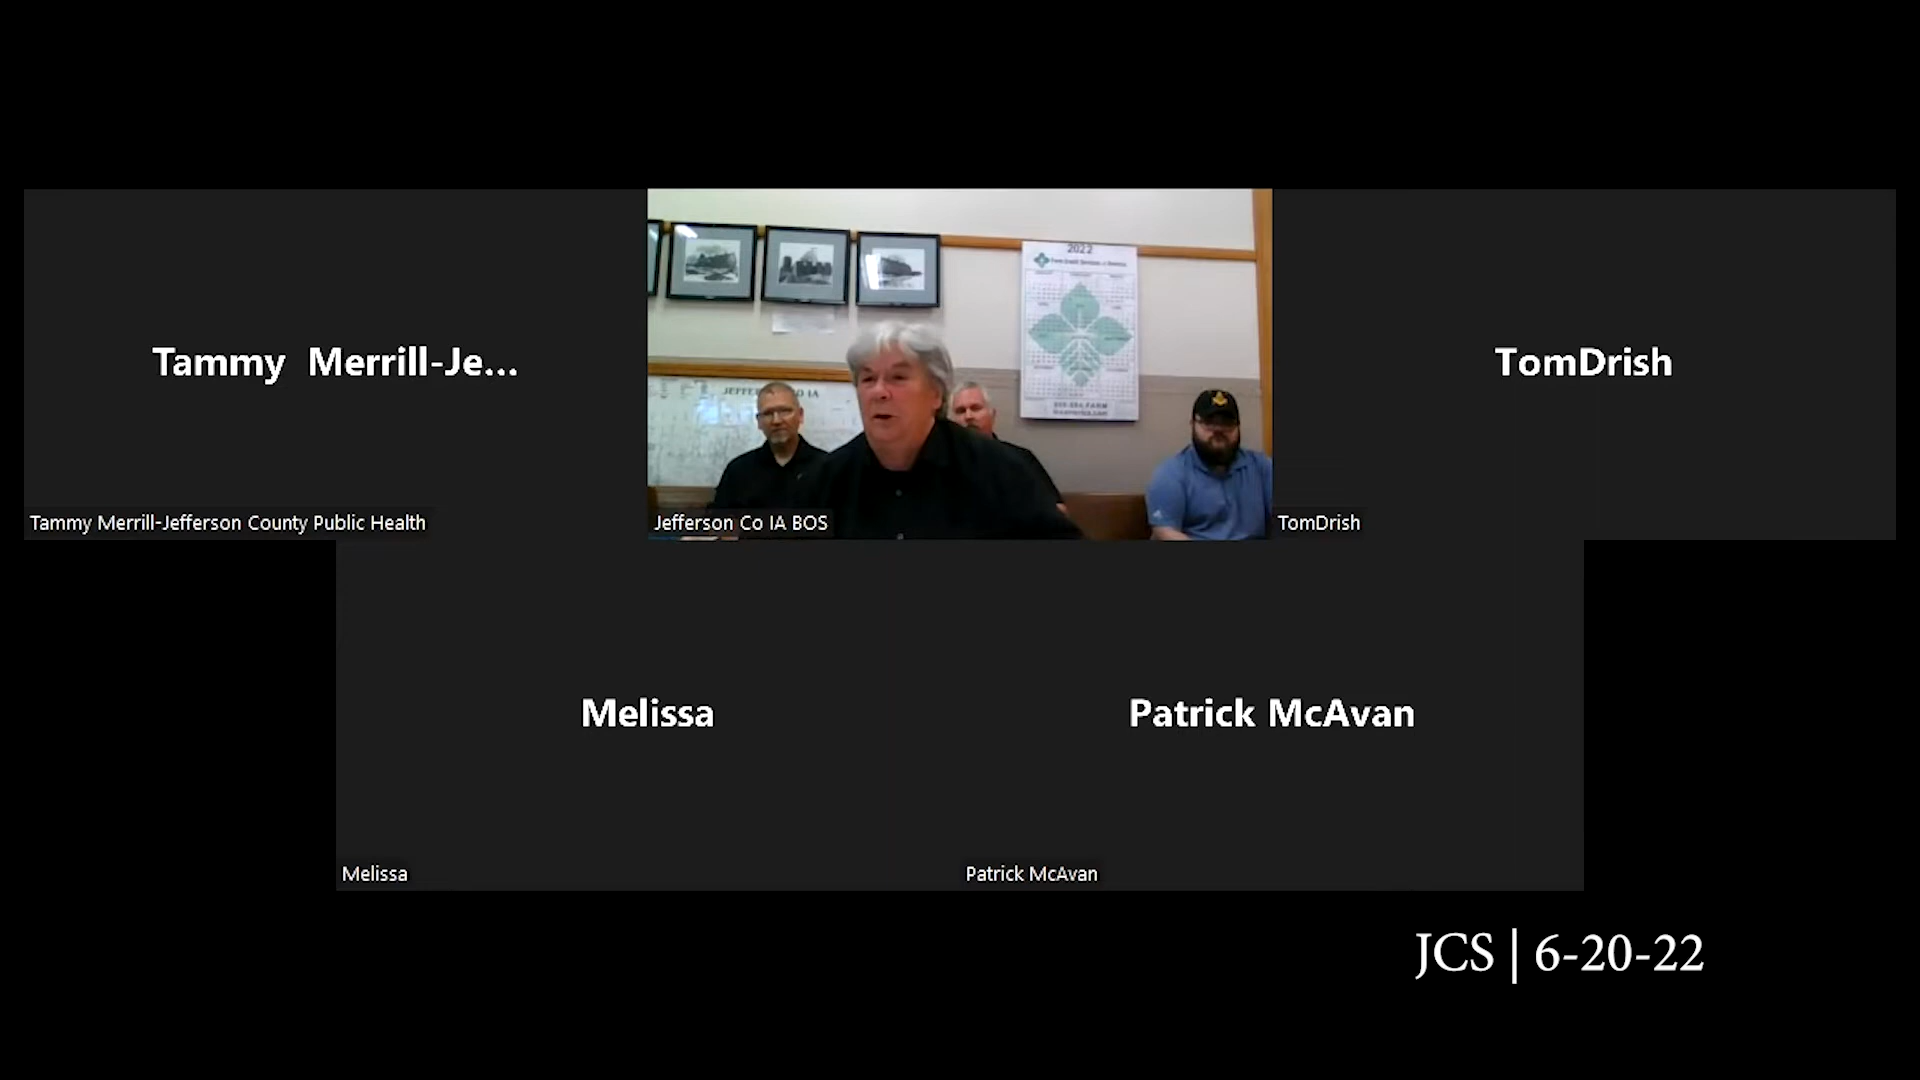 2022
Tammy Merrill-Je...
TomDrish
Tammy Merrill-Jefferson County Public Health
Jefferson Co IA BOS
TomDrish
Melissa
Patrick McAvan
Melissa
Patrick McAvan
JCS | 6-20-22